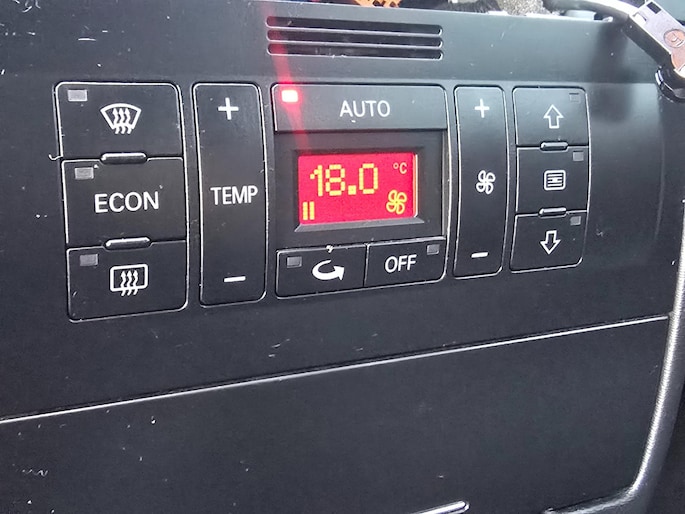 AUTO
18.0 °C
ECON
TEMP
+
−
+
−
OFF